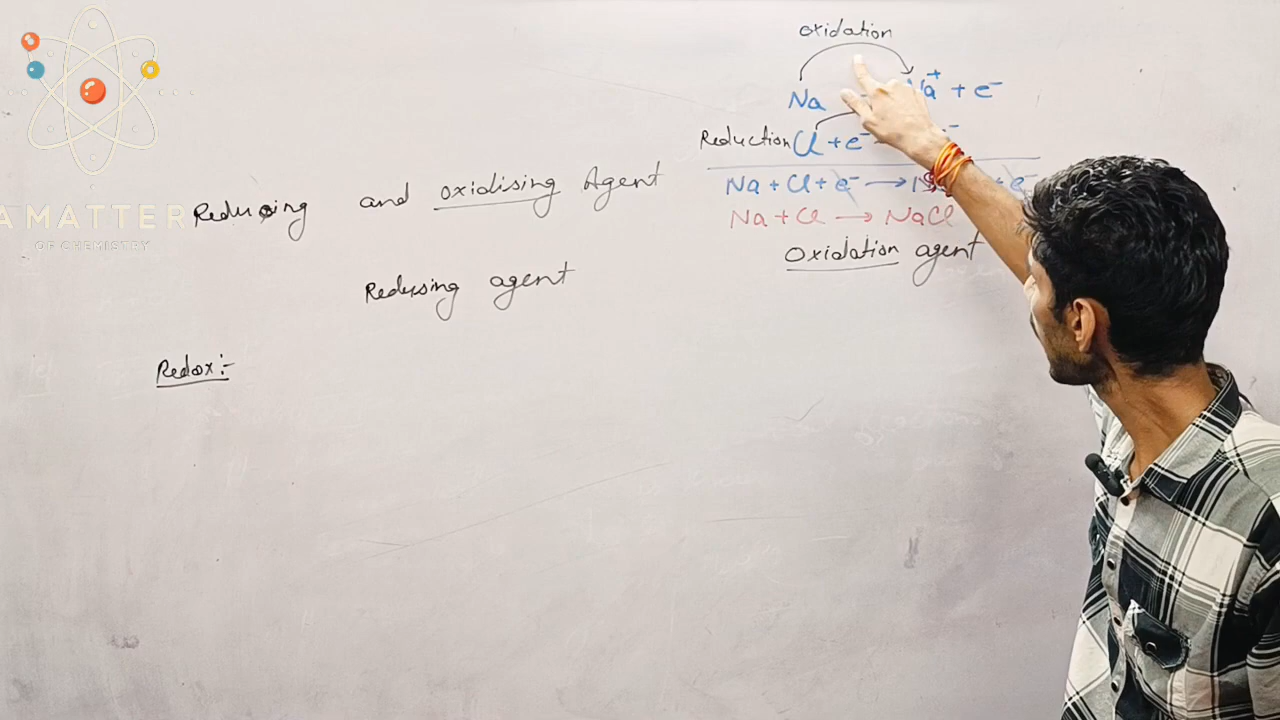 A MATTER
OF CHEMISTRY
oxidation
Na Na⁺ + e⁻
Reduction Cl + e⁻ ⁻
Na + Cl + e⁻ → + e⁻
Na + Cl → NaCl
Oxidation agent
Reducing and oxidising Agent
Redusing agent
Redox :-